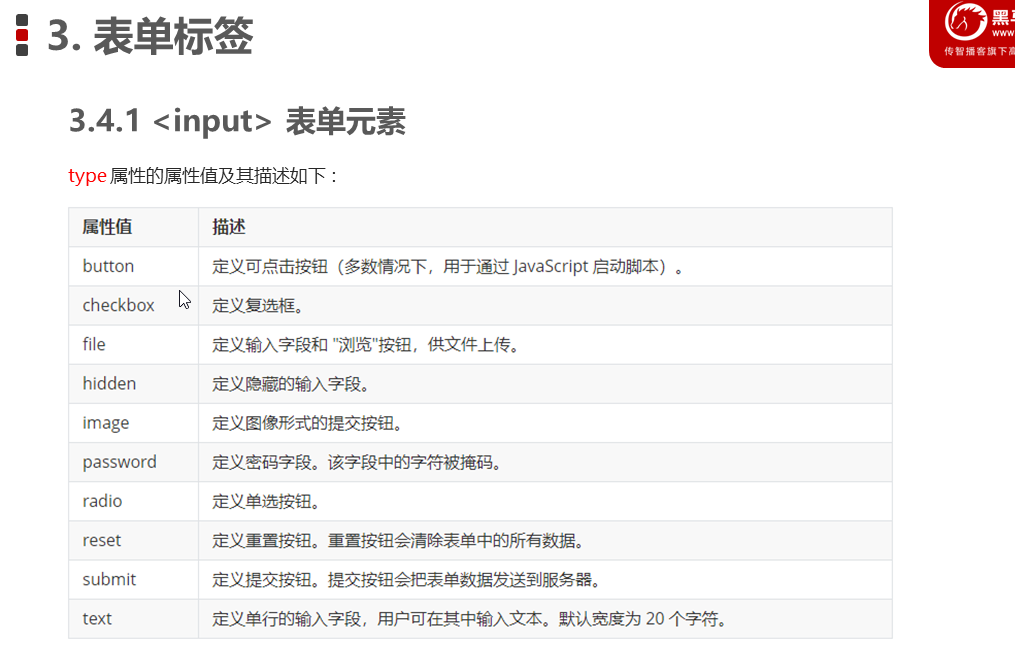 3. 表单标签
黑马
www.
传智播客旗下高
3.4.1 <input> 表单元素
type 属性的属性值及其描述如下：
属性值 描述
button 定义可点击按钮（多数情况下，用于通过 JavaScript 启动脚本）。
checkbox 定义复选框。
file 定义输入字段和 "浏览"按钮，供文件上传。
hidden 定义隐藏的输入字段。
image 定义图像形式的提交按钮。
password 定义密码字段。该字段中的字符被掩码。
radio 定义单选按钮。
reset 定义重置按钮。重置按钮会清除表单中的所有数据。
submit 定义提交按钮。提交按钮会把表单数据发送到服务器。
text 定义单行的输入字段，用户可在其中输入文本。默认宽度为 20 个字符。